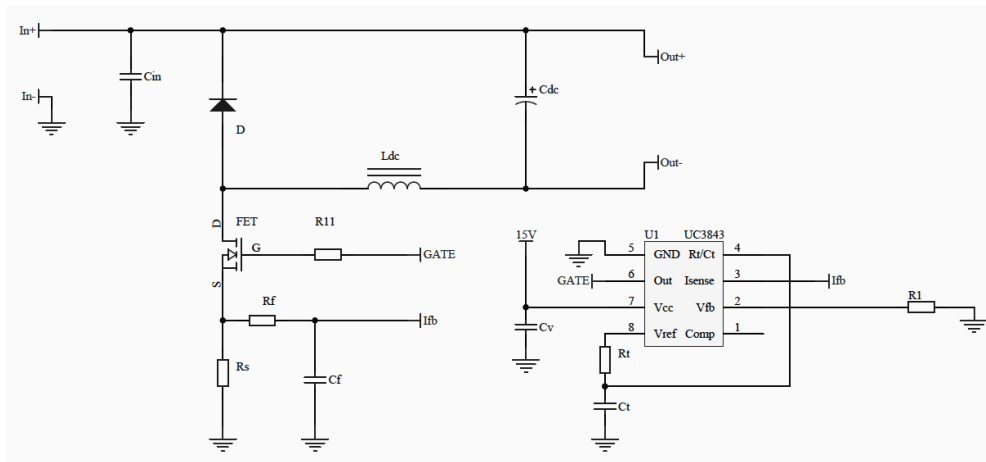 In+
Out+
Cin
+ Cdc
In-
D
Ldc
Out-
D
FET
R11
G
GATE
S
Rf
Ifb
Rs
Cf
15V
U1 UC3843
5 GND Rt/Ct 4
GATE 6 Out Isense 3 Ifb
7 Vcc Vfb 2 R1
Cv
8 Vref Comp 1
Rt
Ct